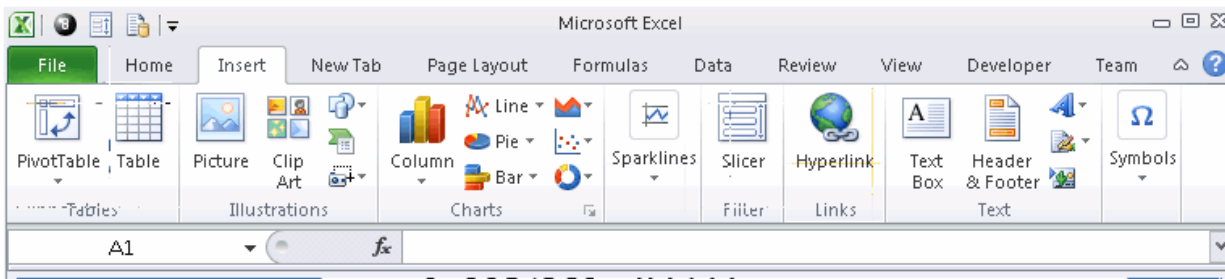 Microsoft Excel
File Home Insert New Tab Page Layout Formulas Data Review View Developer Team
Line
Pie
PivotTable Table Picture Clip Art Column Bar Sparklines Slicer Hyperlink Text Box Header & Footer Symbols
Tables Illustrations Charts Filter Links Text
A1 fx